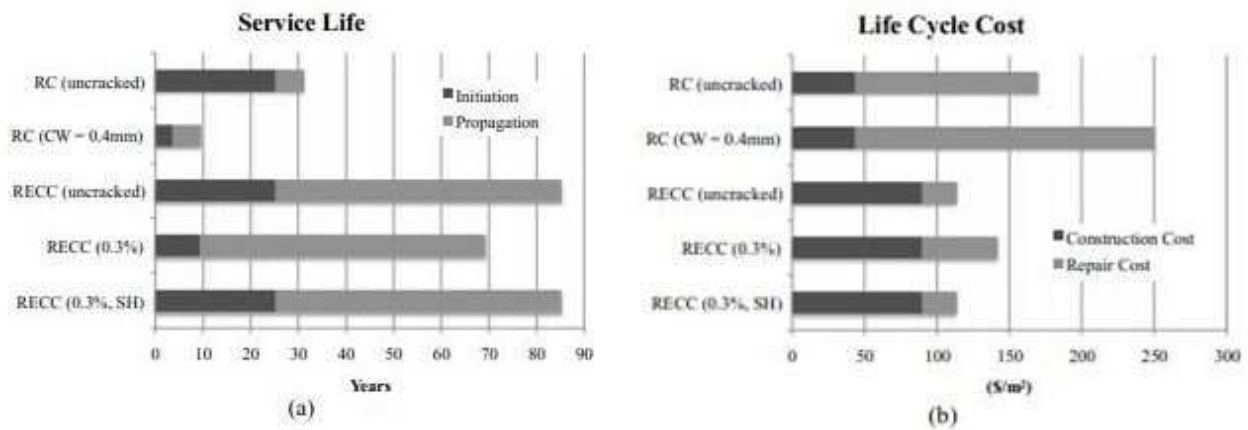 Service Life
RC (uncracked)
RC (CW = 0.4mm)
RECC (uncracked)
RECC (0.3%)
RECC (0.3%, SH)
Initiation
Propagation
0 10 20 30 40 50 60 70 80 90
Years
(a)
Life Cycle Cost
RC (uncracked)
RC (CW = 0.4mm)
RECC (uncracked)
RECC (0.3%)
RECC (0.3%, SH)
Construction Cost
Repair Cost
0 50 100 150 200 250 300
($/m²)
(b)